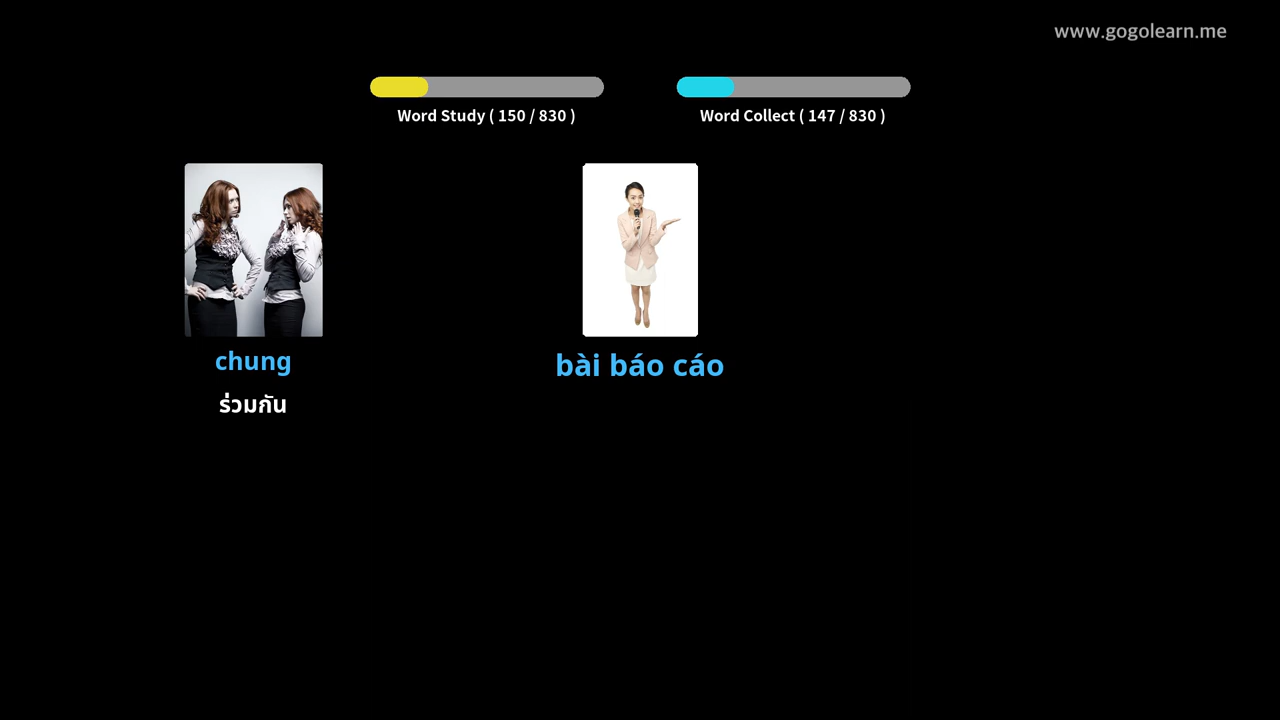 www.gogolearn.me
Word Study ( 150 / 830 )
Word Collect ( 147 / 830 )
chung
ร่วมกัน
bài báo cáo